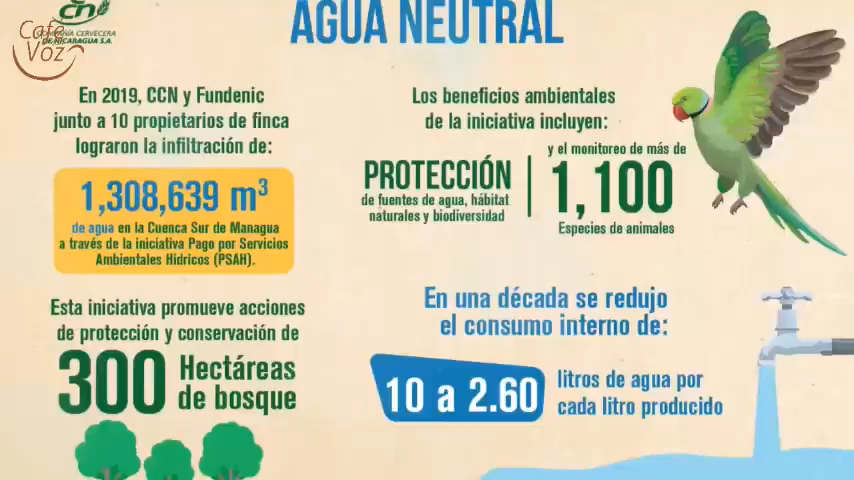 AGUA NEUTRAL
cn
COMPAÑÍA CERVECERA
DE NICARAGUA S.A.
Café
Voz
En 2019, CCN y Fundenic
junto a 10 propietarios de finca
lograron la infiltración de:
1,308,639 m³
de agua en la Cuenca Sur de Managua
a través de la iniciativa Pago por Servicios
Ambientales Hídricos (PSAH).
Esta iniciativa promueve acciones
de protección y conservación de
300 Hectáreas
de bosque
Los beneficios ambientales
de la iniciativa incluyen:
PROTECCIÓN
de fuentes de agua, hábitat
naturales y biodiversidad
y el monitoreo de más de
1,100
Especies de animales
En una década se redujo
el consumo interno de:
10 a 2.60
litros de agua por
cada litro producido